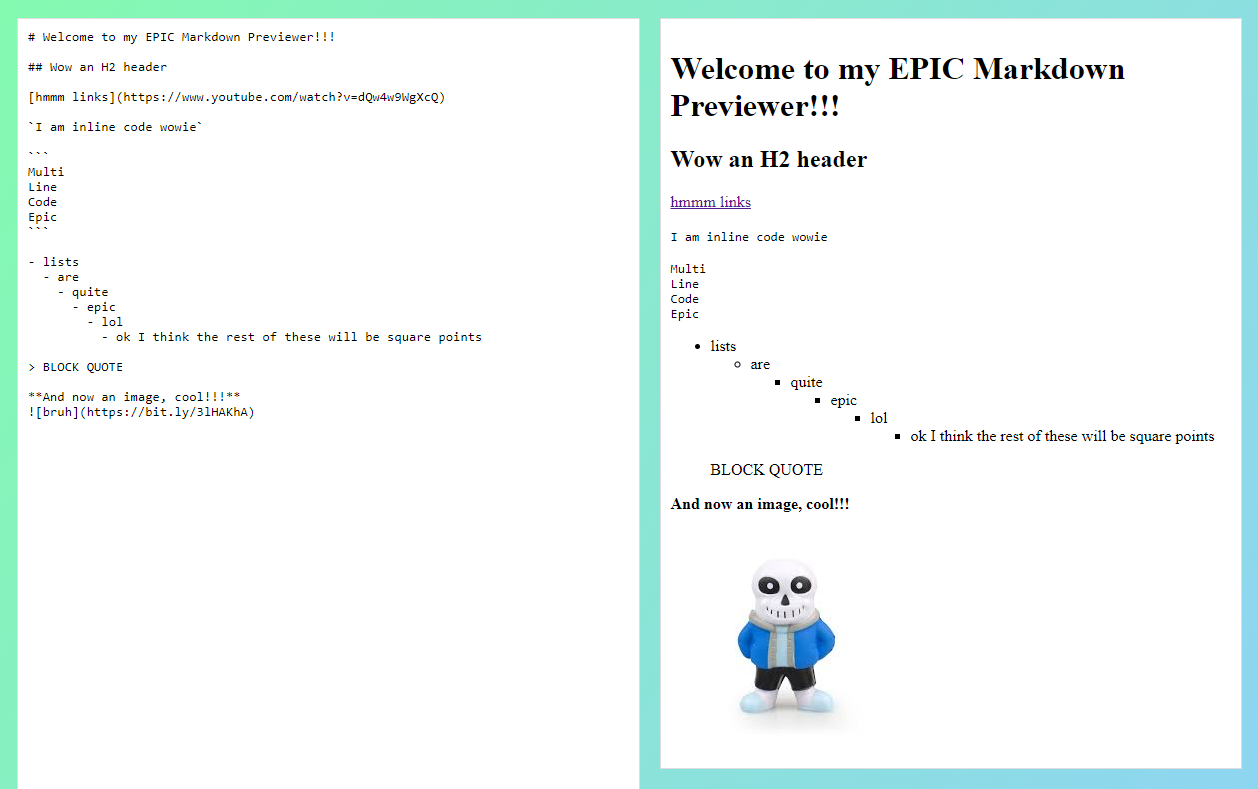 # Welcome to my EPIC Markdown Previewer!!!
## Wow an H2 header
[hmmm links](https://www.youtube.com/watch?v=dQw4w9WgXcQ)
`I am inline code wowie`
```
Multi
Line
Code
Epic
```
- lists
  - are
    - quite
      - epic
        - lol
          - ok I think the rest of these will be square points
> BLOCK QUOTE
**And now an image, cool!!!**
![bruh](https://bit.ly/3lHAKhA)
Welcome to my EPIC Markdown
Previewer!!!
Wow an H2 header
hmmm links
I am inline code wowie
Multi
Line
Code
Epic
lists
are
quite
epic
lol
ok I think the rest of these will be square points
BLOCK QUOTE
And now an image, cool!!!